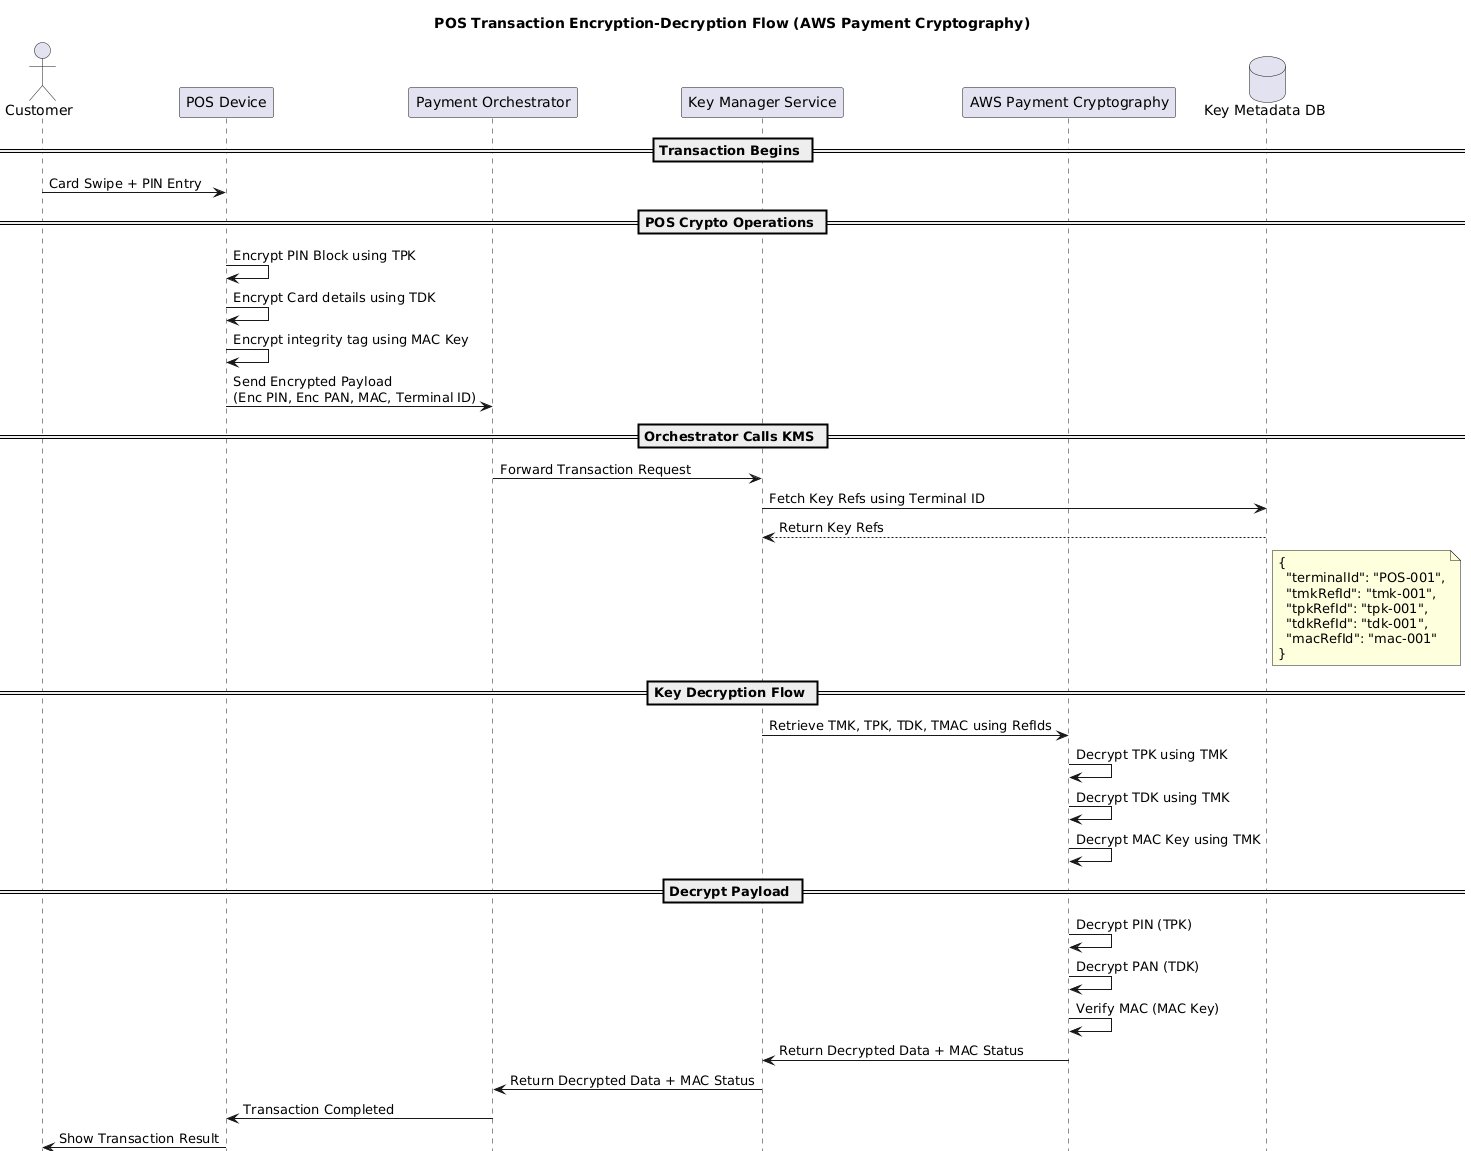 POS Transaction Encryption-Decryption Flow (AWS Payment Cryptography)
Customer
POS Device
Payment Orchestrator
Key Manager Service
AWS Payment Cryptography
Key Metadata DB
Transaction Begins
Card Swipe + PIN Entry
POS Crypto Operations
Encrypt PIN Block using TPK
Encrypt Card details using TDK
Encrypt integrity tag using MAC Key
Send Encrypted Payload
(Enc PIN, Enc PAN, MAC, Terminal ID)
Orchestrator Calls KMS
Forward Transaction Request
Fetch Key Refs using Terminal ID
Return Key Refs
{
"terminalId": "POS-001",
"tmkRefId": "tmk-001",
"tpkRefId": "tpk-001",
"tdkRefId": "tdk-001",
"macRefId": "mac-001"
}
Key Decryption Flow
Retrieve TMK, TPK, TDK, TMAC using RefIds
Decrypt TPK using TMK
Decrypt TDK using TMK
Decrypt MAC Key using TMK
Decrypt Payload
Decrypt PIN (TPK)
Decrypt PAN (TDK)
Verify MAC (MAC Key)
Return Decrypted Data + MAC Status
Return Decrypted Data + MAC Status
Transaction Completed
Show Transaction Result